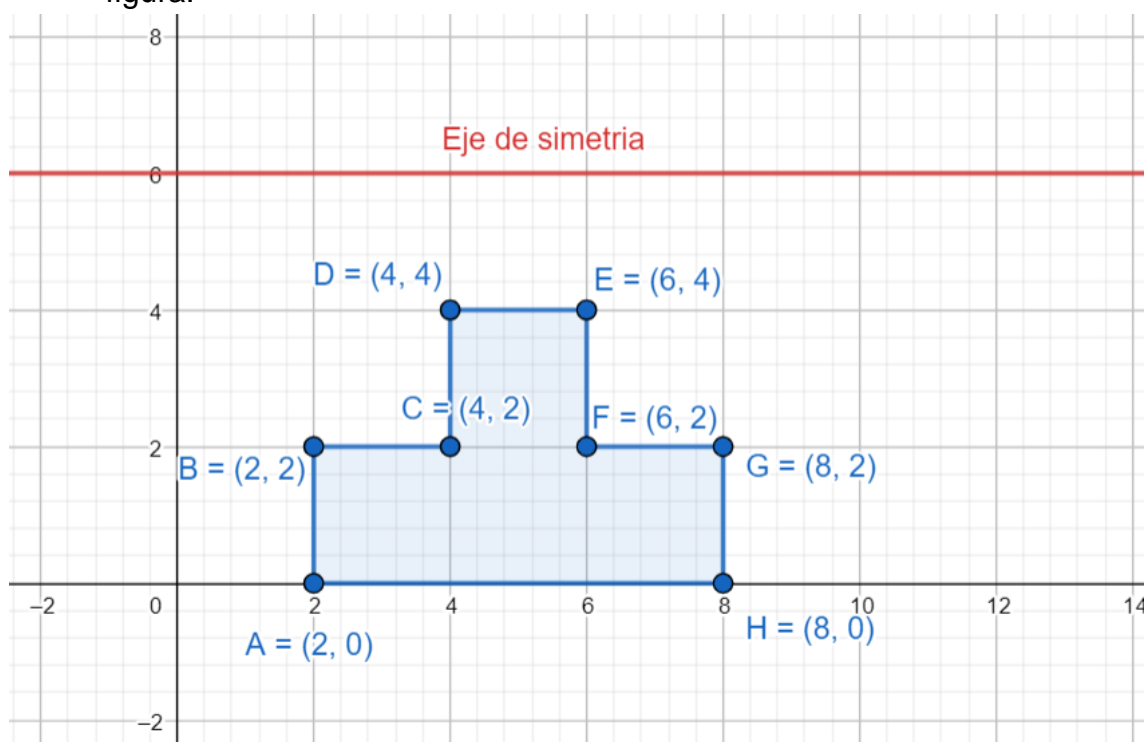 figura.
8
Eje de simetria
6
D = (4, 4)
E = (6, 4)
4
C = (4, 2)
F = (6, 2)
2
B = (2, 2)
G = (8, 2)
–2 0 2 4 6 8 10 12 14
H = (8, 0)
A = (2, 0)
–2